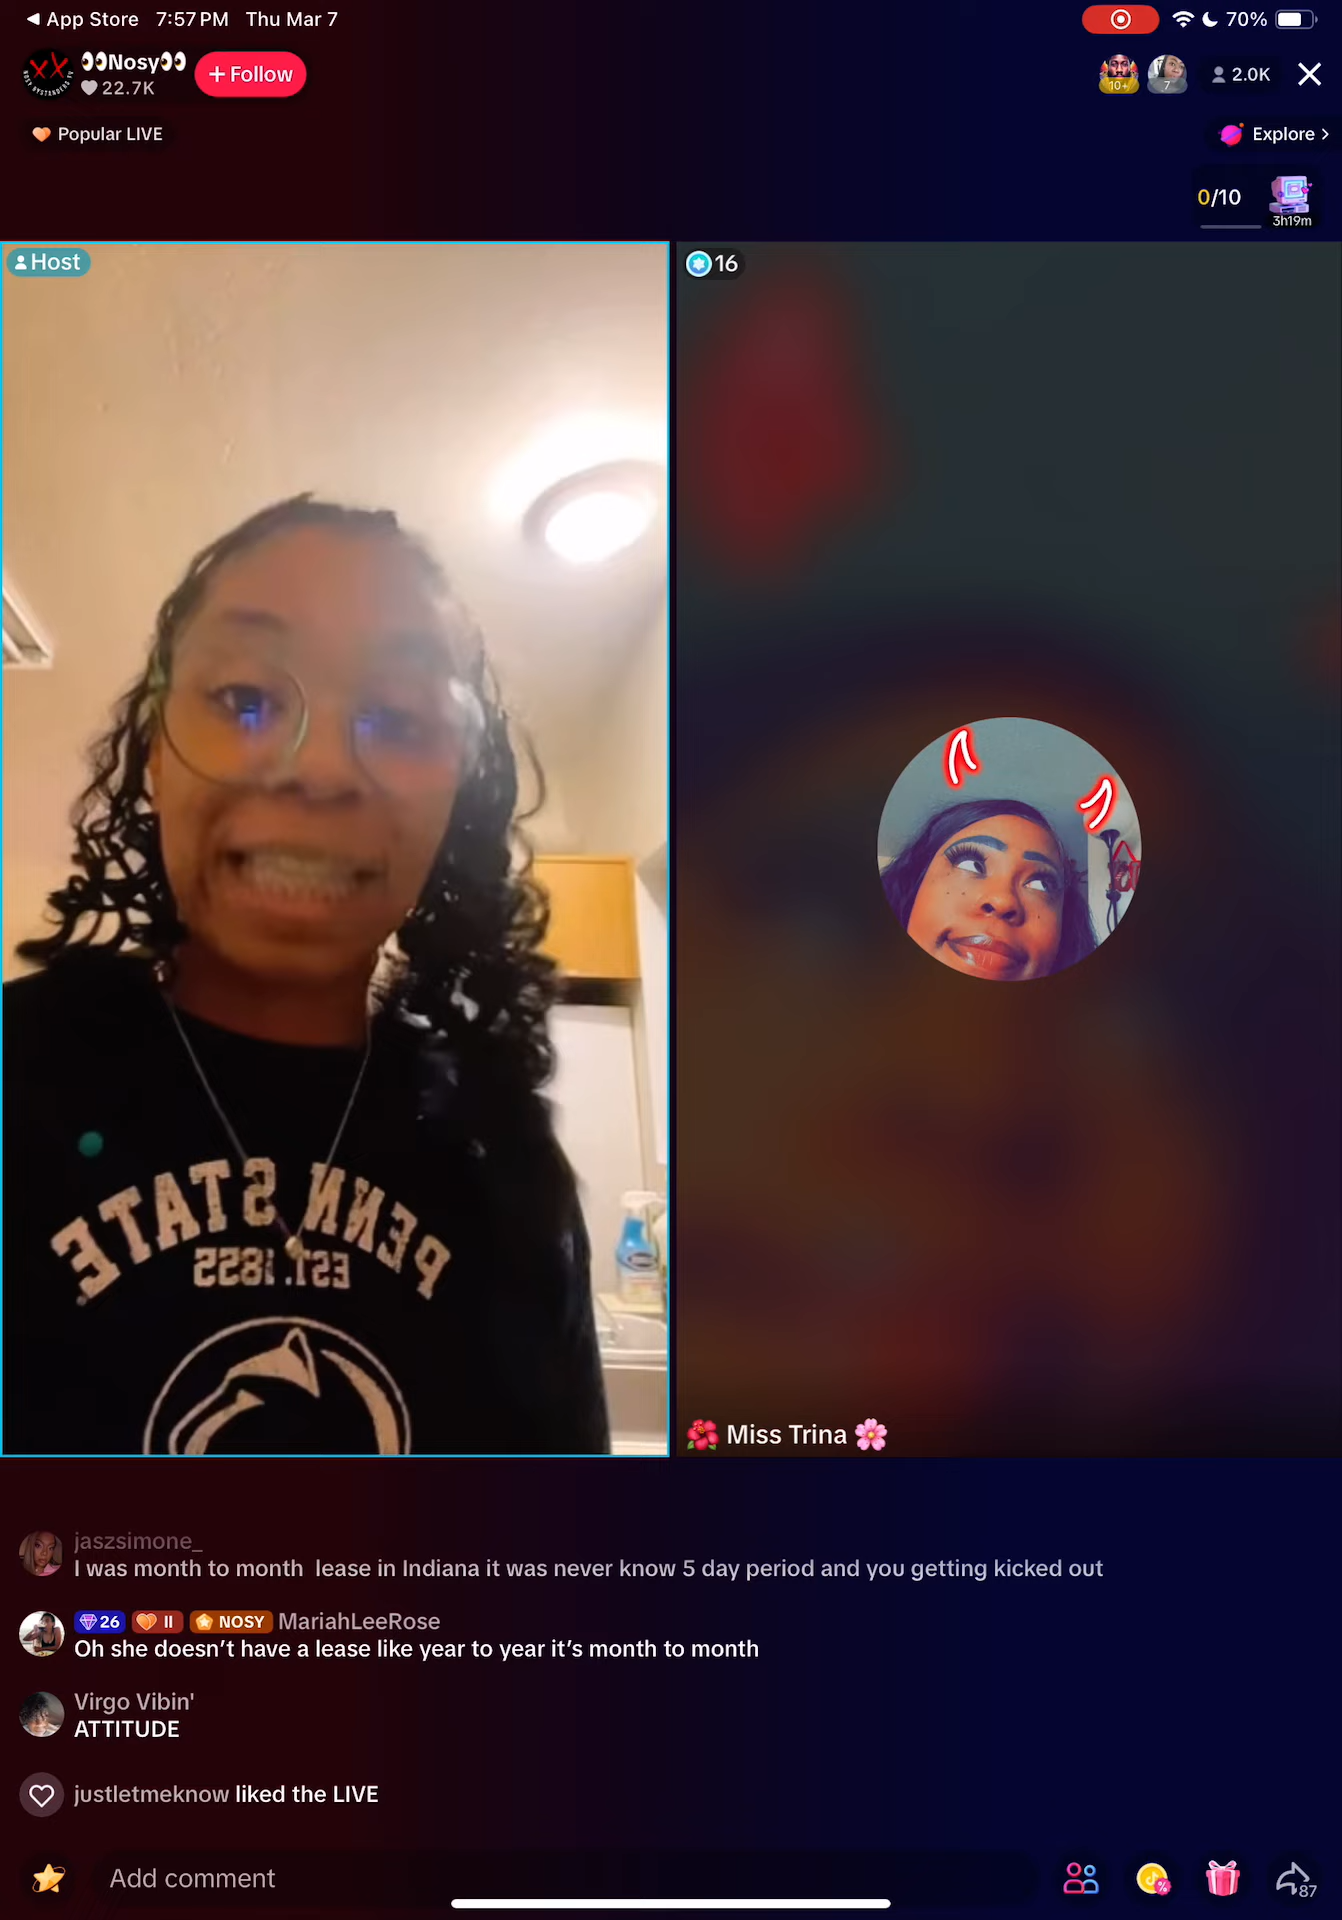 App Store 7:57 PM Thu Mar 7
70%
👀Nosy👀
22.7K
+ Follow
10+
7
2.0K
Popular LIVE
Explore
0/10
3h19m
Host
16
PENN STATE
EST. 1855
🌺 Miss Trina 🌸
jaszsimone_
I was month to month lease in Indiana it was never know 5 day period and you getting kicked out
26 II NOSY MariahLeeRose
Oh she doesn't have a lease like year to year it's month to month
Virgo Vibin'
ATTITUDE
justletmeknow liked the LIVE
Add comment
87